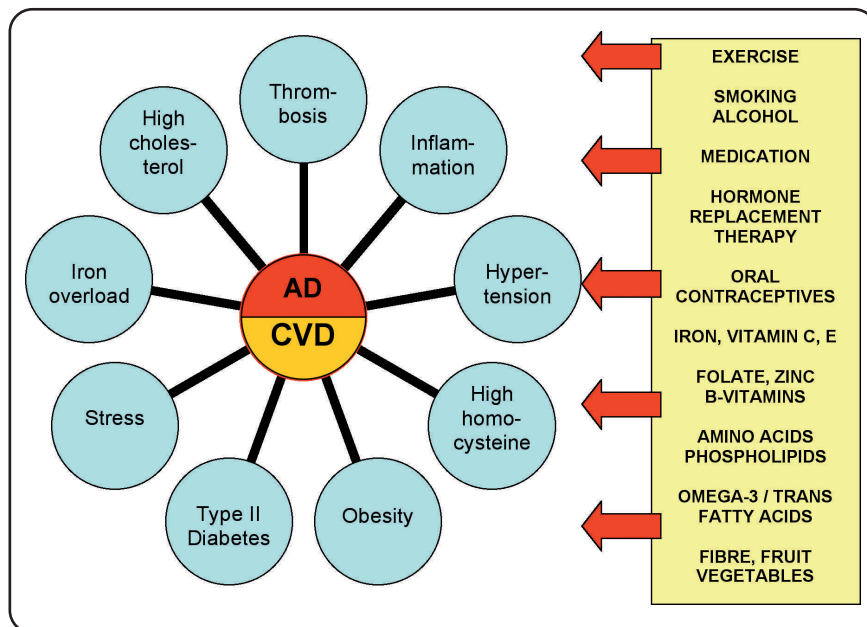 Throm-
bosis
High
choles-
terol
Inflam-
mation
Iron
overload
AD
CVD
Hyper-
tension
Stress
High
homo-
cysteine
Type II
Diabetes
Obesity
EXERCISE
SMOKING
ALCOHOL
MEDICATION
HORMONE
REPLACEMENT
THERAPY
ORAL
CONTRACEPTIVES
IRON, VITAMIN C, E
FOLATE, ZINC
B-VITAMINS
AMINO ACIDS
PHOSPHOLIPIDS
OMEGA-3 / TRANS
FATTY ACIDS
FIBRE, FRUIT
VEGETABLES